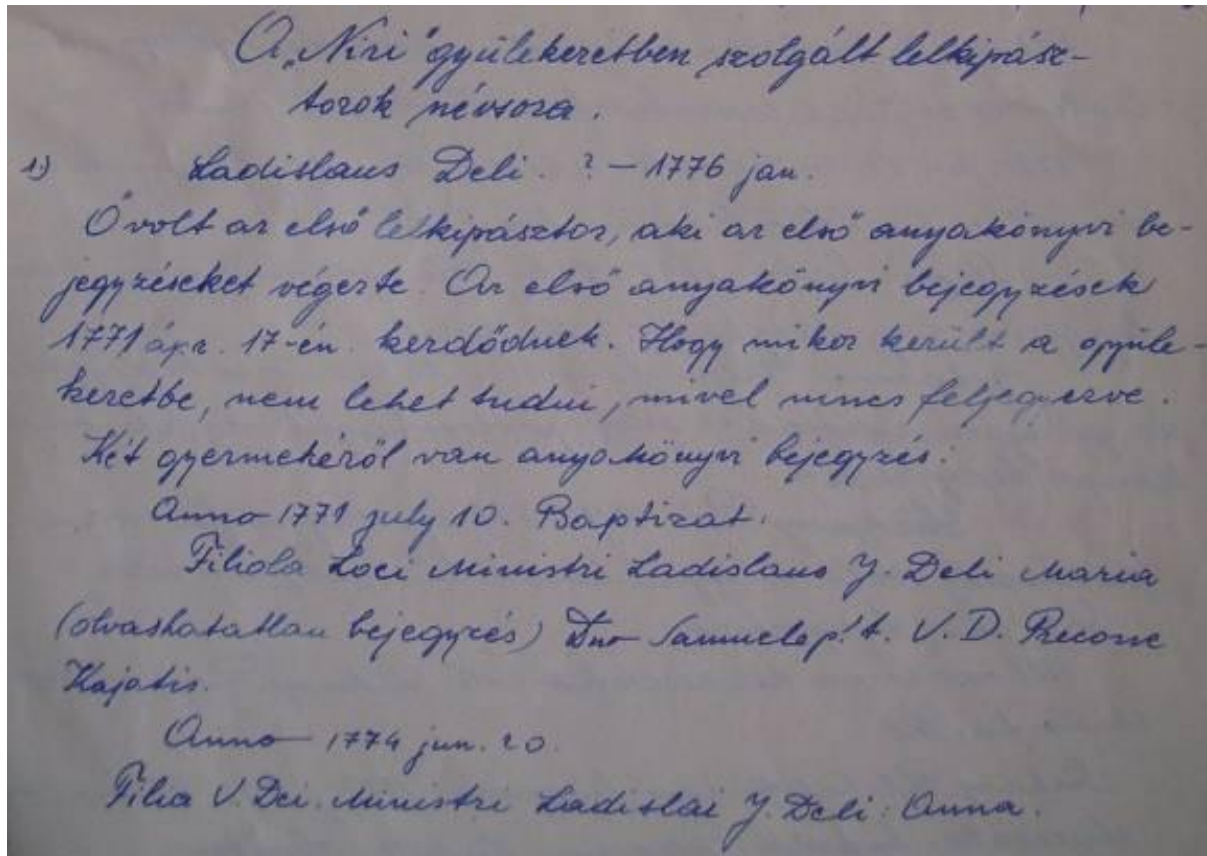 A „Niri” gyülekezetben szolgált lelkipász-
torok névsora.
1) Ladislaus Deli. ? – 1776 jan.
Ő volt az első lelkipásztor, aki az első anyakönyvi be-
jegyzéseket végezte. Az első anyakönyvi bejegyzések
1771 ápr. 17-én. kezdődnek. Hogy mikor került a gyüle-
kezetbe, nem lehet tudni, mivel nincs feljegyezve.
Két gyermekéről van anyakönyvi bejegyzés:
Anno 1771 july 10. Baptizat.
Filiola Loci Ministri Ladislaus J. Deli Maria
(olvashatatlan bejegyzés) Dno Samuele p. t. V. D.
Kajatis.
Anno 1774 jun. 20.
Filia V. Dei. Ministri Ladislai J. Deli: Anna.